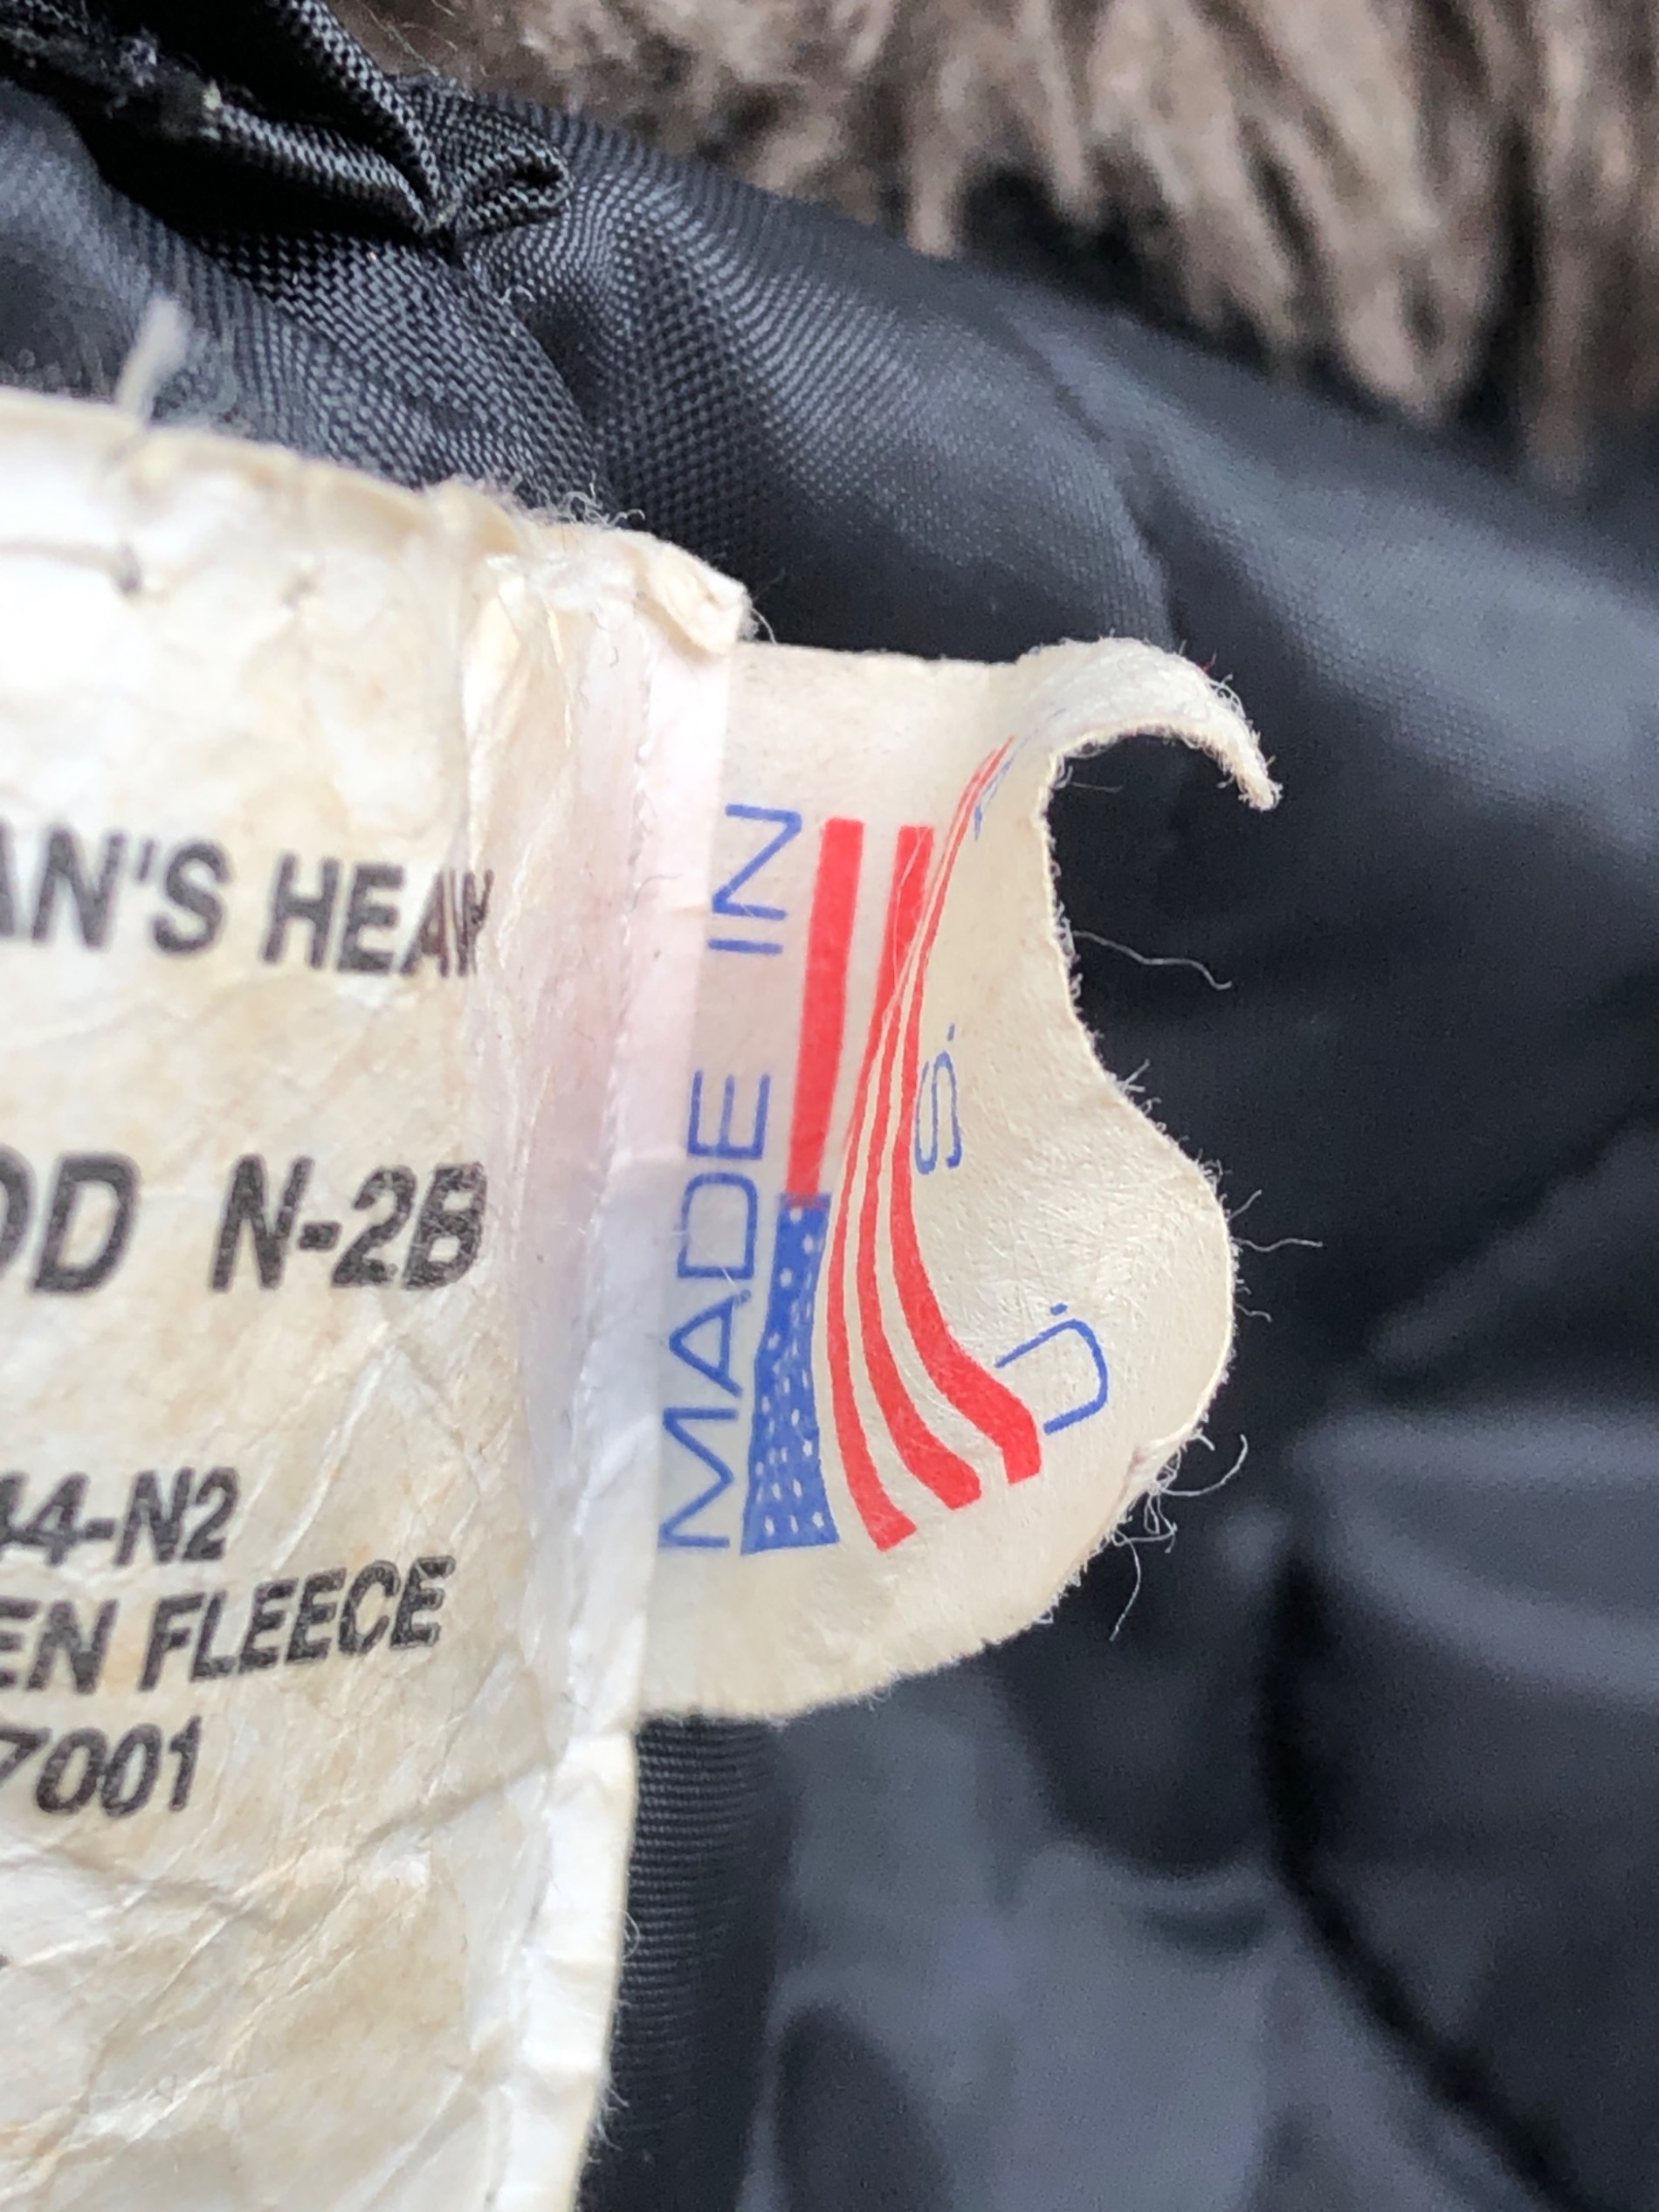 AN'S HEAV
OD N-2B
44-N2
EN FLEECE
7001
MADE IN
U.S.